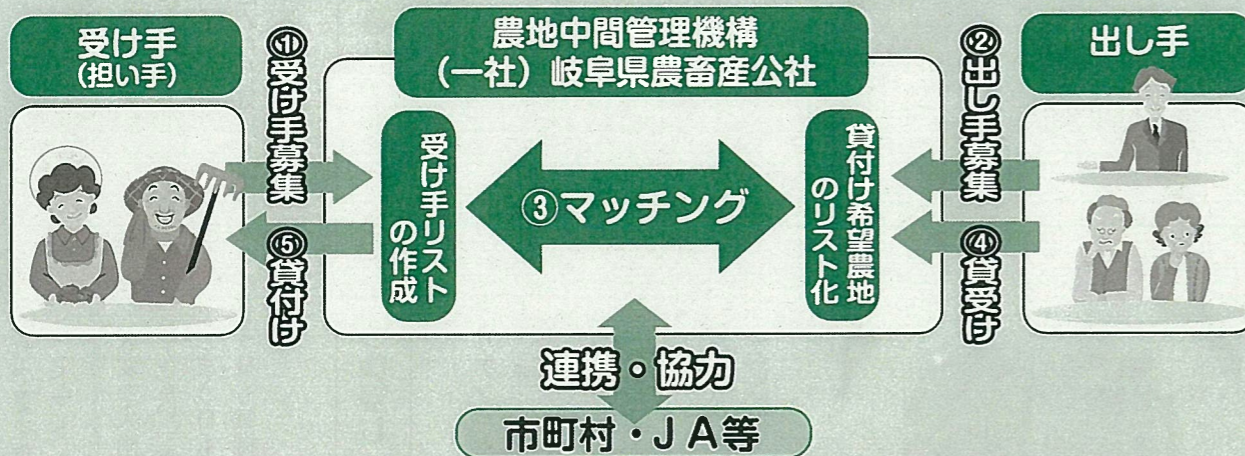 受け手
(担い手)
①受け手募集
⑤貸付け
農地中間管理機構
（一社）岐阜県農畜産公社
受け手リスト
の作成
③マッチング
貸付け希望農地
のリスト化
②出し手募集
④貸受け
出し手
連携・協力
市町村・ＪＡ等